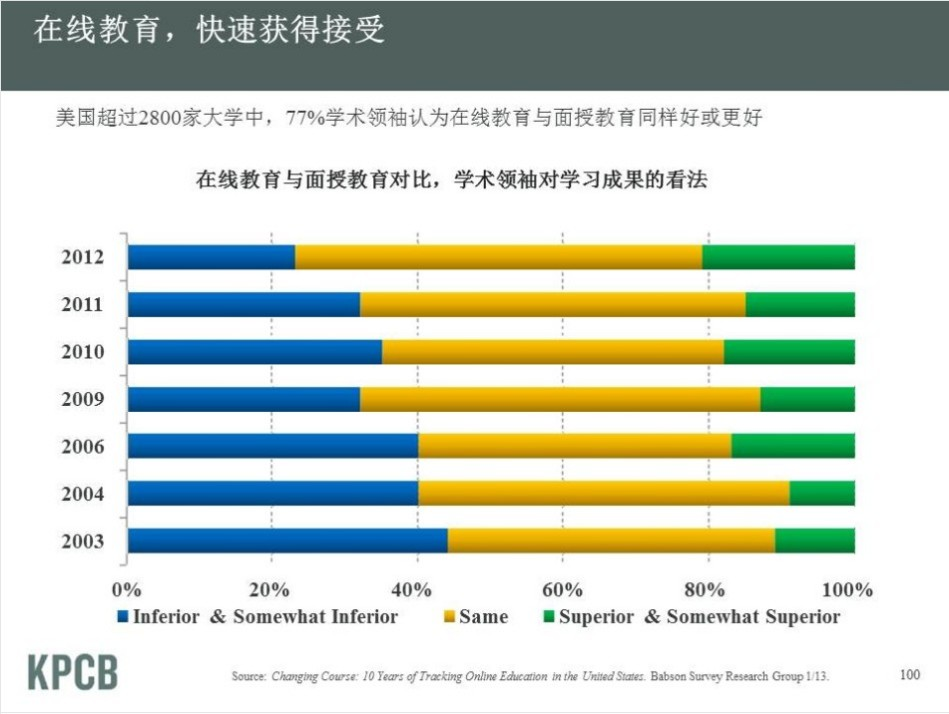 在线教育，快速获得接受
美国超过2800家大学中，77%学术领袖认为在线教育与面授教育同样好或更好
在线教育与面授教育对比，学术领袖对学习成果的看法
2012
2011
2010
2009
2006
2004
2003
0% 20% 40% 60% 80% 100%
Inferior & Somewhat Inferior Same Superior & Somewhat Superior
KPCB
Source: Changing Course: 10 Years of Tracking Online Education in the United States. Babson Survey Research Group 1/13.
100